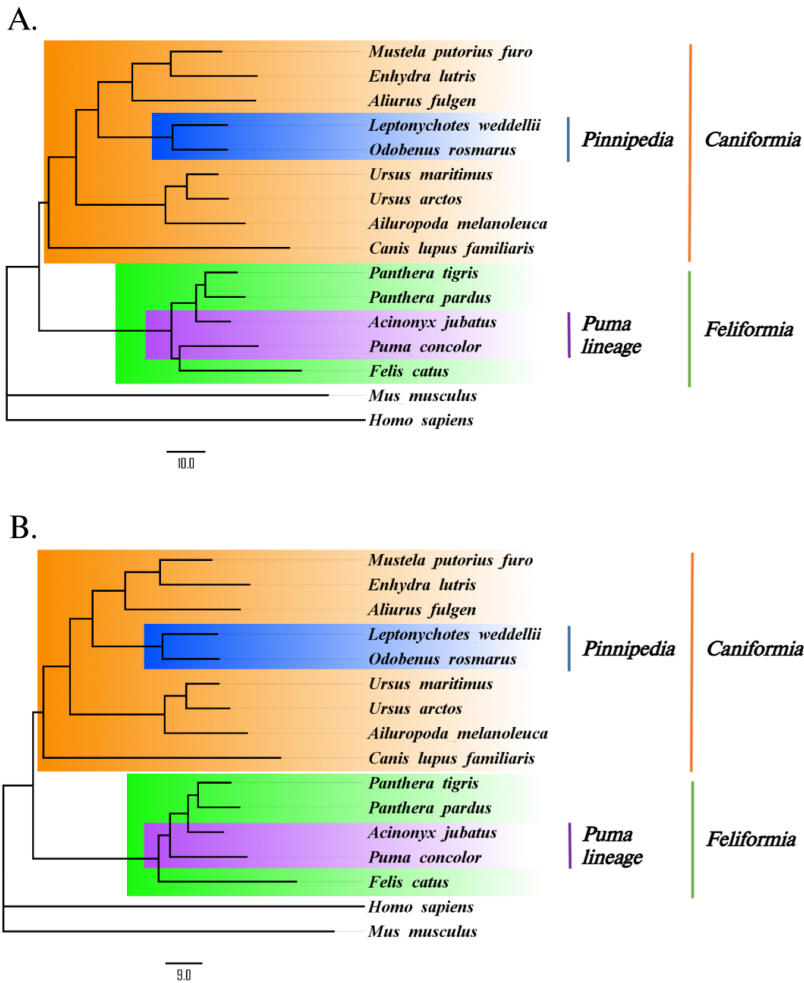 A.
Mustela putorius furo
Enhydra lutris
Aliurus fulgen
Leptonychotes weddellii
Odobenus rosmarus
Pinnipedia
Caniformia
Ursus maritimus
Ursus arctos
Ailuropoda melanoleuca
Canis lupus familiaris
Panthera tigris
Panthera pardus
Acinonyx jubatus
Puma concolor
Puma
lineage
Feliformia
Felis catus
Mus musculus
Homo sapiens
10.0
B.
Mustela putorius furo
Enhydra lutris
Aliurus fulgen
Leptonychotes weddellii
Odobenus rosmarus
Pinnipedia
Caniformia
Ursus maritimus
Ursus arctos
Ailuropoda melanoleuca
Canis lupus familiaris
Panthera tigris
Panthera pardus
Acinonyx jubatus
Puma concolor
Puma
lineage
Feliformia
Felis catus
Homo sapiens
Mus musculus
9.0